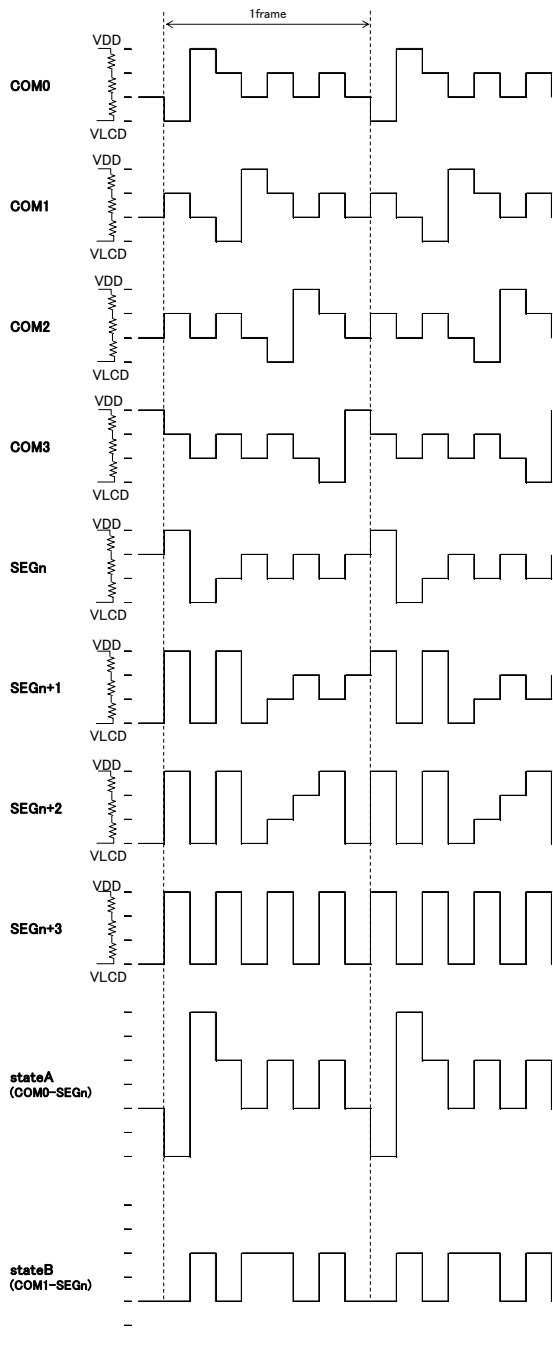 1frame
VDD
COM0
VLCD
VDD
COM1
VLCD
VDD
COM2
VLCD
VDD
COM3
VLCD
VDD
SEGn
VLCD
VDD
SEGn+1
VLCD
VDD
SEGn+2
VLCD
VDD
SEGn+3
VLCD
stateA
(COM0-SEGn)
stateB
(COM1-SEGn)